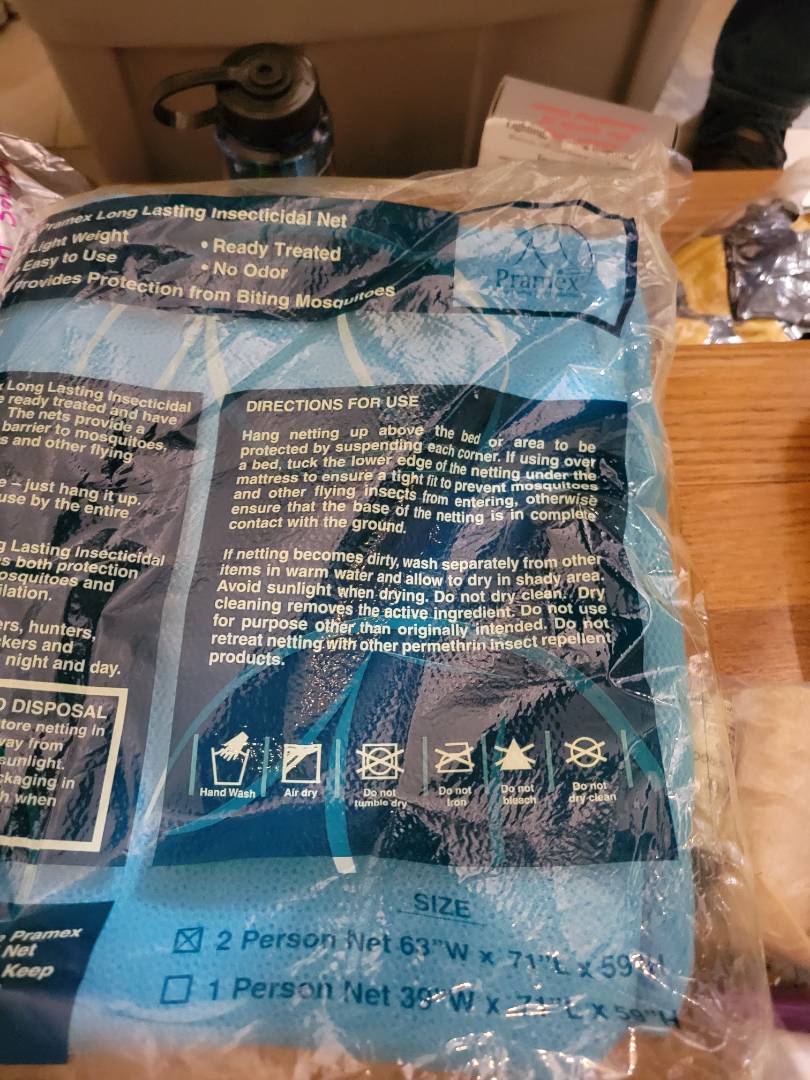 Pramex Long Lasting Insecticidal Net
Light Weight
Easy to Use
• Ready Treated
• No Odor
Provides Protection from Biting Mosquitoes
Pramex
Long Lasting Insecticidal
ready treated and have
The nets provide a
barrier to mosquitoes,
and other flying
– just hang it up.
use by the entire
Lasting Insecticidal
both protection
and
kers and
night and day.
DISPOSAL
netting in
from
sunlight.
in
when
Pramex
Net
Keep
DIRECTIONS FOR USE
Hang netting up above the bed or area to be
protected by suspending each corner. If using over
a bed, tuck the lower edge of the netting under the
mattress to ensure a tight fit to prevent mosquitoes
and other flying insects from entering, otherwise
ensure that the base of the netting is in complete
contact with the ground.
If netting becomes dirty, wash separately from other
items in warm water and allow to dry in shady area.
Avoid sunlight when drying. Do not dry clean. Dry
cleaning removes the active ingredient. Do not use
for purpose other than originally intended. Do not
retreat netting with other permethrin insect repellent
products.
Hand Wash
Air dry
Do not
tumble dry
Do not
Iron
Do not
bleach
Do not
dry clean
SIZE
2 Person Net 63"W x 71"L x 59"H
1 Person Net 39"W x 71"L x 59"H